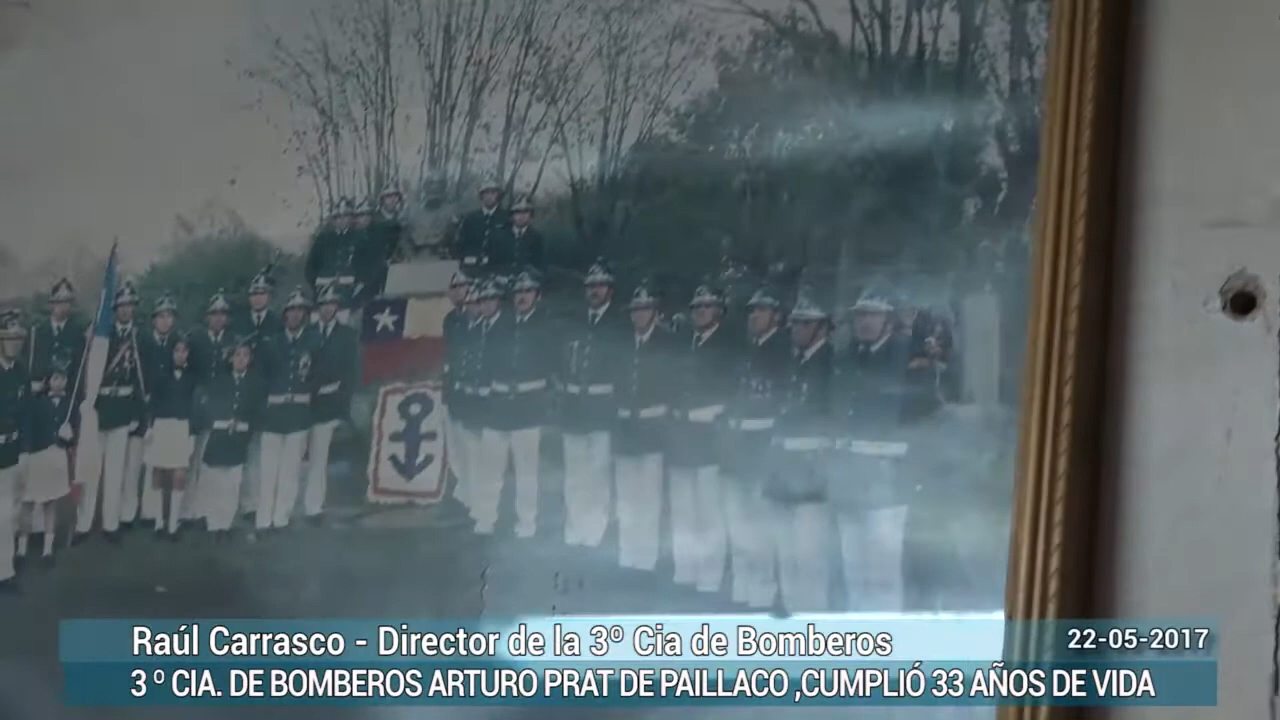 Raúl Carrasco - Director de la 3º Cia de Bomberos
22-05-2017
3 º CIA. DE BOMBEROS ARTURO PRAT DE PAILLACO ,CUMPLIÓ 33 AÑOS DE VIDA